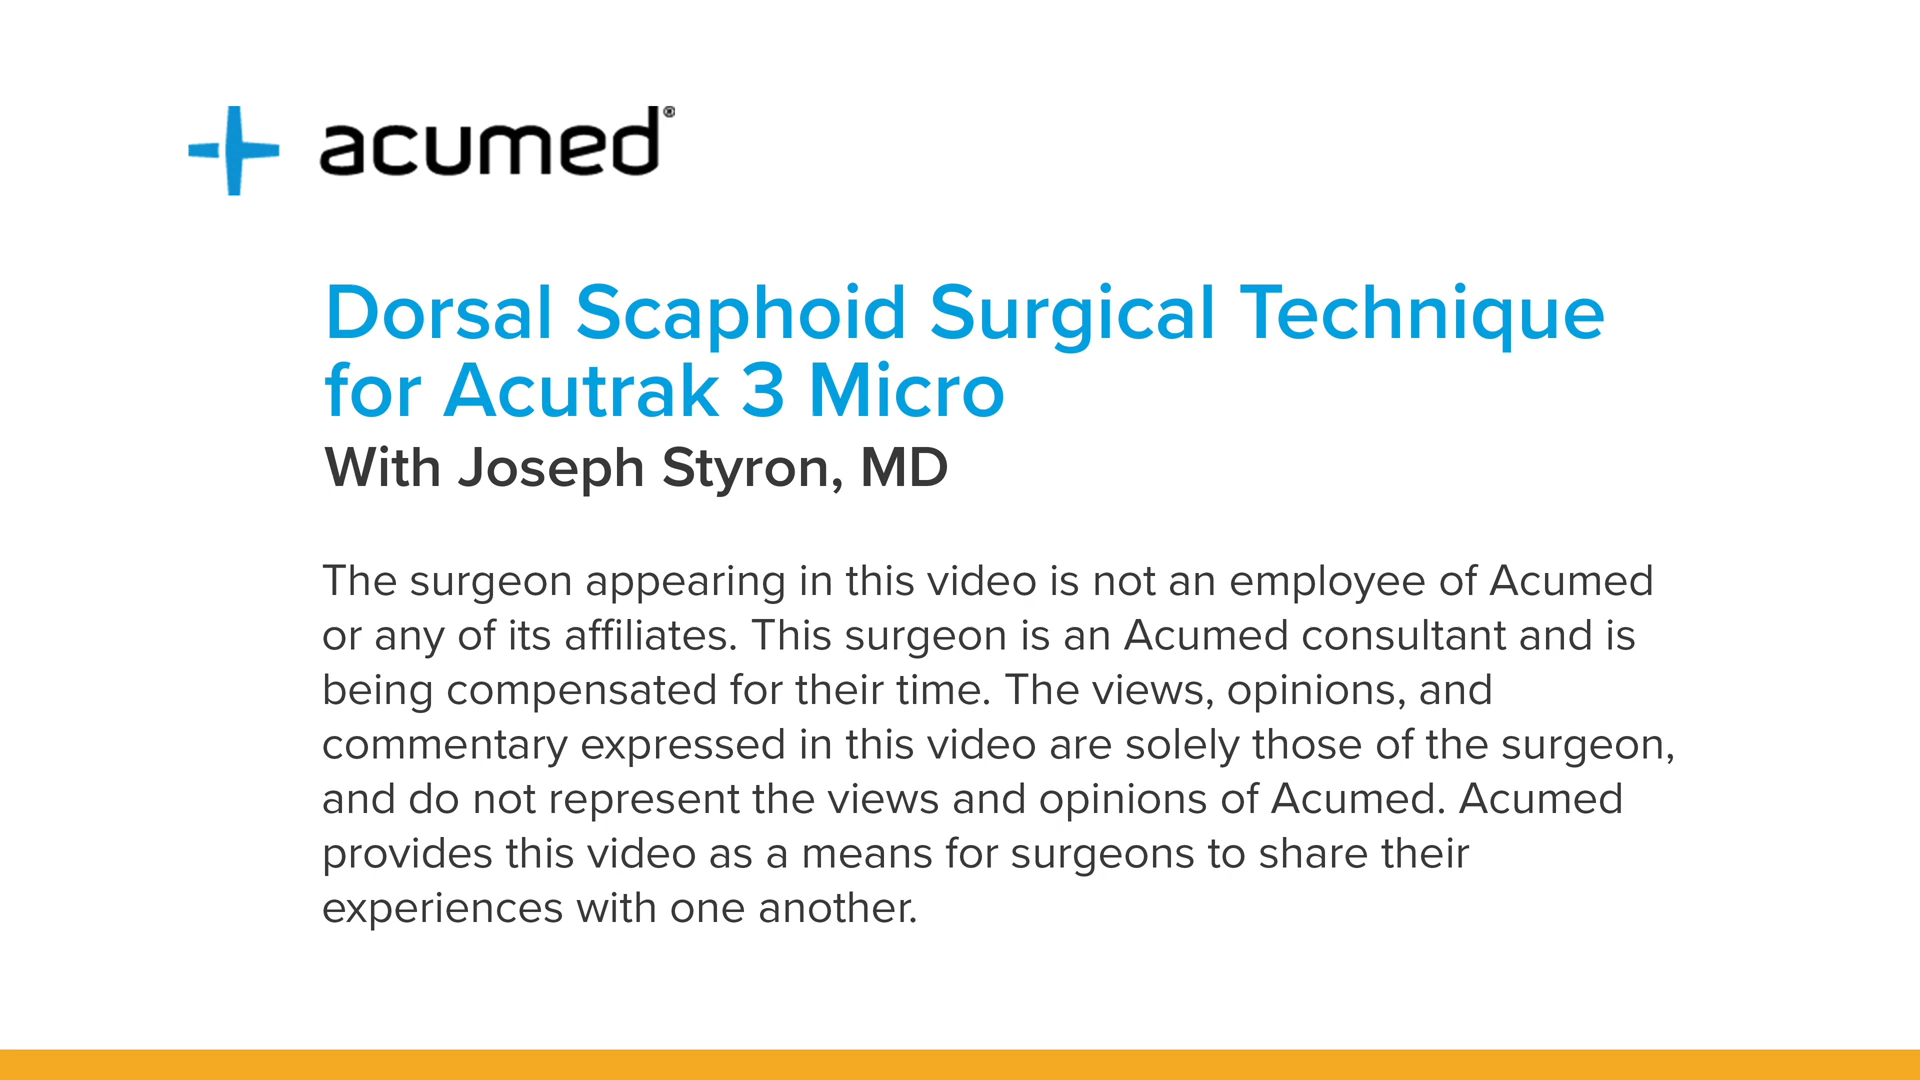 acumed®
Dorsal Scaphoid Surgical Technique
for Acutrak 3 Micro
With Joseph Styron, MD
The surgeon appearing in this video is not an employee of Acumed
or any of its affiliates. This surgeon is an Acumed consultant and is
being compensated for their time. The views, opinions, and
commentary expressed in this video are solely those of the surgeon,
and do not represent the views and opinions of Acumed. Acumed
provides this video as a means for surgeons to share their
experiences with one another.